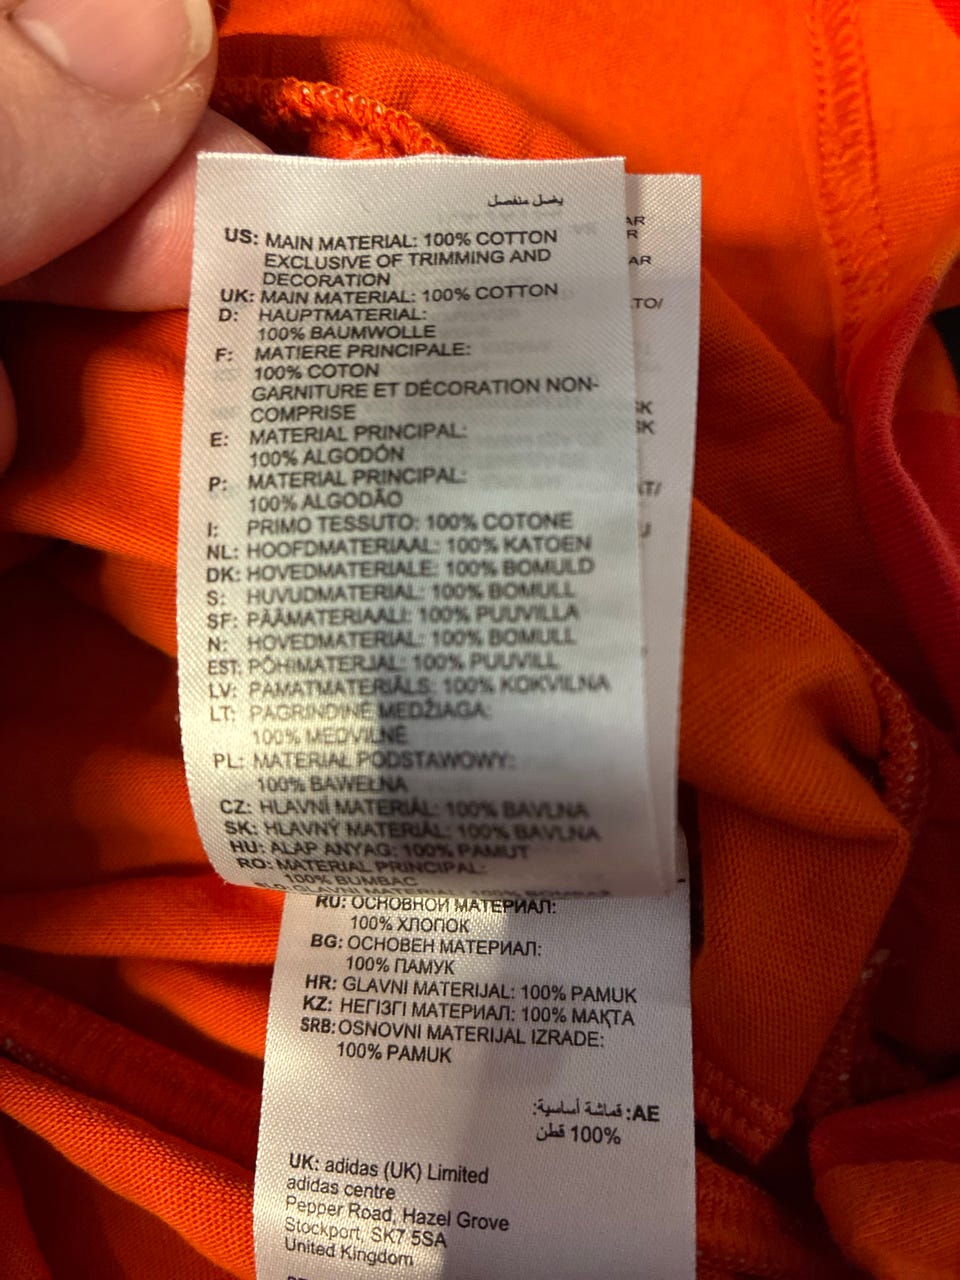 يغسل منفصل
US: MAIN MATERIAL: 100% COTTON
EXCLUSIVE OF TRIMMING AND
DECORATION
UK: MAIN MATERIAL: 100% COTTON
D: HAUPTMATERIAL:
100% BAUMWOLLE
F: MATIERE PRINCIPALE:
100% COTON
GARNITURE ET DÉCORATION NON-
COMPRISE
E: MATERIAL PRINCIPAL:
100% ALGODÓN
P: MATERIAL PRINCIPAL:
100% ALGODÃO
I: PRIMO TESSUTO: 100% COTONE
NL: HOOFDMATERIAAL: 100% KATOEN
DK: HOVEDMATERIALE: 100% BOMULD
S: HUVUDMATERIAL: 100% BOMULL
SF: PÄÄMATERIAALI: 100% PUUVILLA
N: HOVEDMATERIAL: 100% BOMULL
EST: PÕHIMATERJAL: 100% PUUVILL
LV: PAMATMATERIĀLS: 100% KOKVILNA
LT: PAGRINDINĖ MEDŽIAGA:
100% MEDVILNĖ
PL: MATERIAŁ PODSTAWOWY:
100% BAWEŁNA
CZ: HLAVNÍ MATERIÁL: 100% BAVLNA
SK: HLAVNÝ MATERIÁL: 100% BAVLNA
HU: ALAP ANYAG: 100% PAMUT
RO: MATERIAL PRINCIPAL:
100% BUMBAC
SLO: GLAVNI MATERIAL: 100% BOMBAŽ
RU: ОСНОВНОЙ МАТЕРИАЛ:
100% ХЛОПОК
BG: ОСНОВЕН МАТЕРИАЛ:
100% ПАМУК
HR: GLAVNI MATERIJAL: 100% PAMUK
KZ: НЕГІЗГІ МАТЕРИАЛ: 100% МАҚТА
SRB: OSNOVNI MATERIJAL IZRADE:
100% PAMUK
AE: قماشة أساسية:
100% قطن
UK: adidas (UK) Limited
adidas centre
Pepper Road, Hazel Grove
Stockport, SK7 5SA
United Kingdom